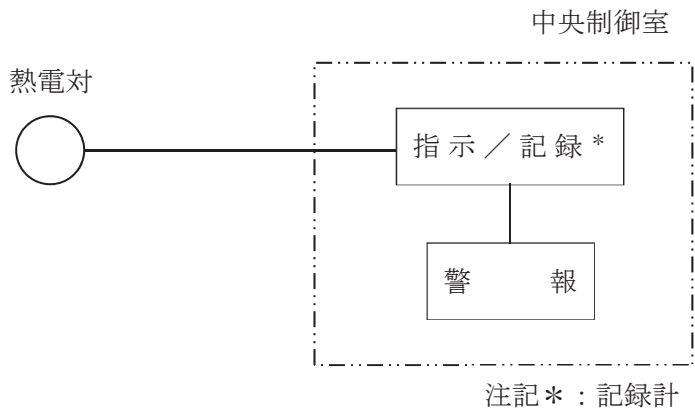 中央制御室
熱電対
指示／記録*
警報
注記＊：記録計